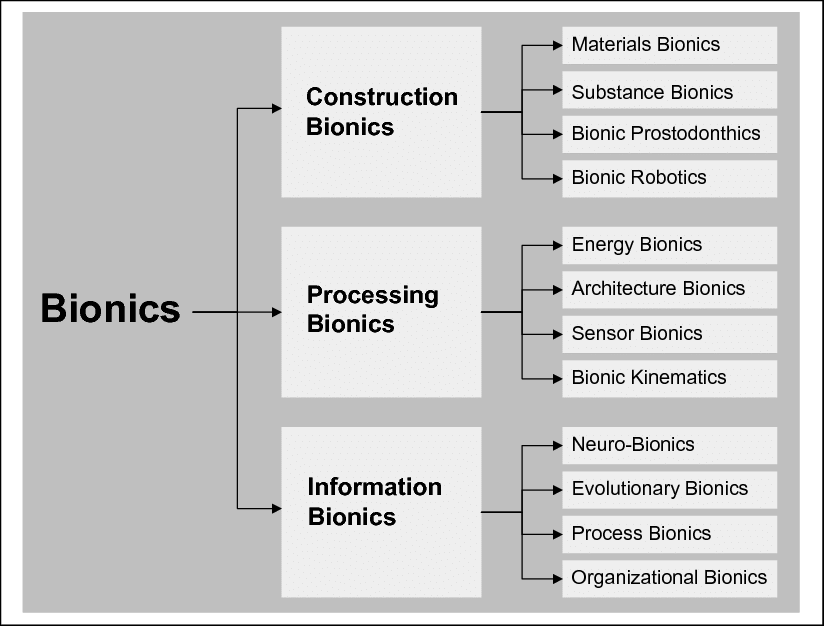 Bionics
Construction
Bionics
Materials Bionics
Substance Bionics
Bionic Prostodonthics
Bionic Robotics
Processing
Bionics
Energy Bionics
Architecture Bionics
Sensor Bionics
Bionic Kinematics
Information
Bionics
Neuro-Bionics
Evolutionary Bionics
Process Bionics
Organizational Bionics